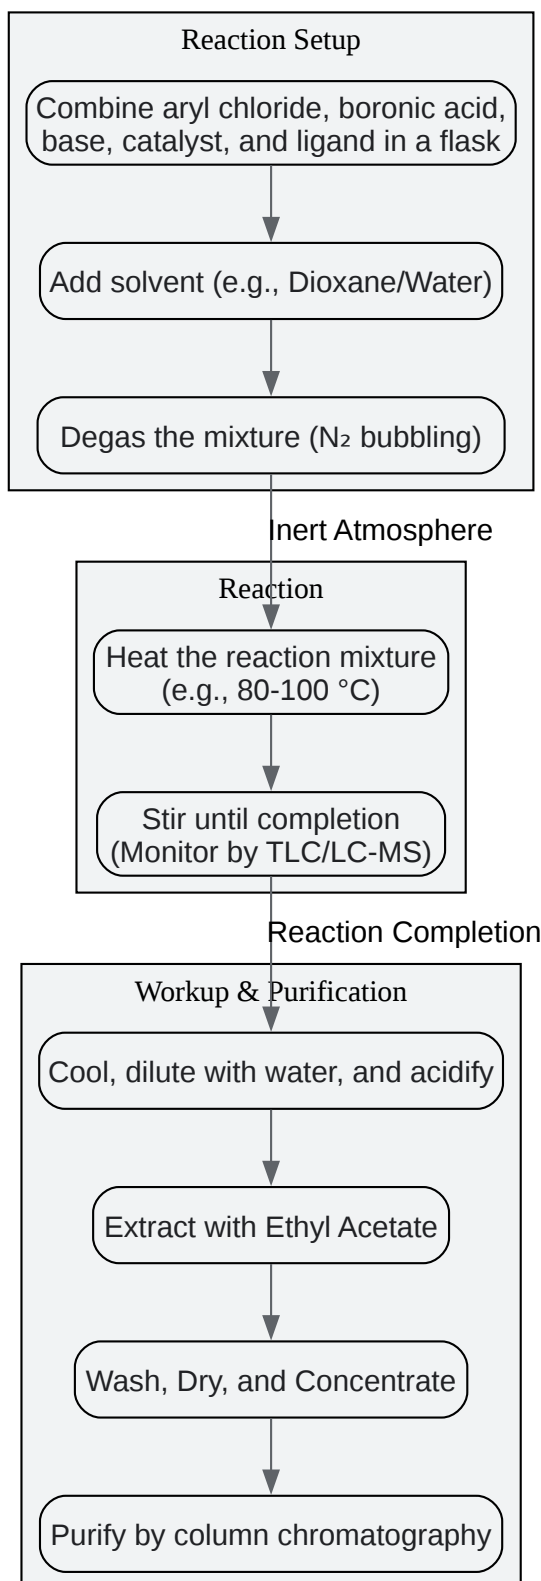 Reaction Setup
Combine aryl chloride, boronic acid,
base, catalyst, and ligand in a flask
Add solvent (e.g., Dioxane/Water)
Degas the mixture (N₂ bubbling)
Inert Atmosphere
Reaction
Heat the reaction mixture
(e.g., 80-100 °C)
Stir until completion
(Monitor by TLC/LC-MS)
Reaction Completion
Workup & Purification
Cool, dilute with water, and acidify
Extract with Ethyl Acetate
Wash, Dry, and Concentrate
Purify by column chromatography